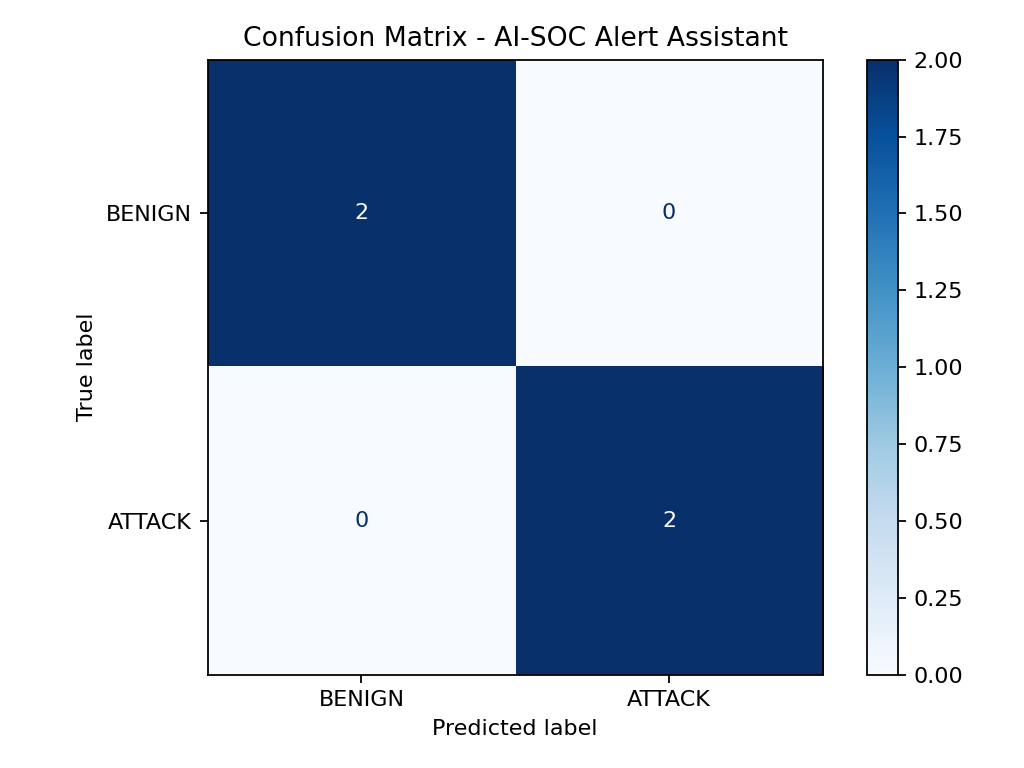 Confusion Matrix - AI-SOC Alert Assistant
BENIGN
ATTACK
True label
2
0
0
2
BENIGN
ATTACK
Predicted label
2.00
1.75
1.50
1.25
1.00
0.75
0.50
0.25
0.00